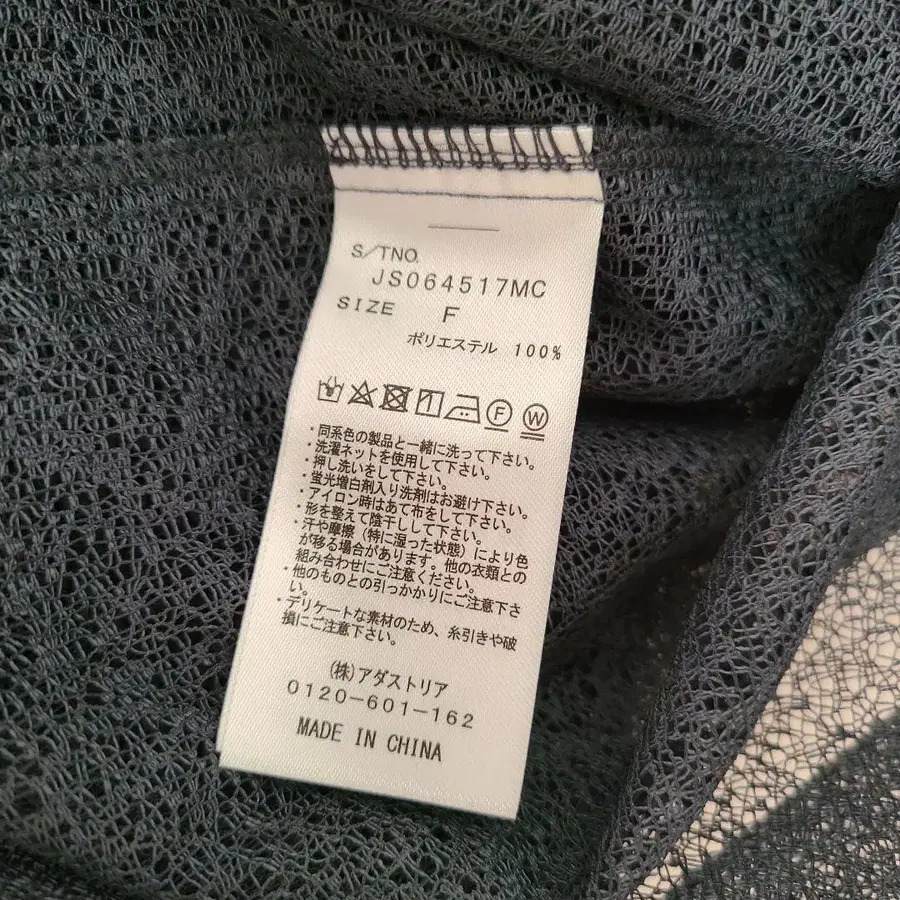 S/TNO.
JS064517MC
SIZE F
ポリエステル 100%
F W
・同系色の製品と一緒に洗って下さい。
・洗濯ネットを使用して下さい。
・押し洗いをして下さい。
・蛍光増白剤入り洗剤はお避け下さい。
・アイロン時はあて布をして下さい。
・形を整えて陰干しして下さい。
・汗や摩擦（特に湿った状態）により色
が移る場合があります。他の衣類との
組み合わせにご注意ください。
・他のものとの引っかかりにご注意下さ
い。
・デリケートな素材のため、糸引きや破
損にご注意下さい。
(株)アダストリア
0120-601-162
MADE IN CHINA